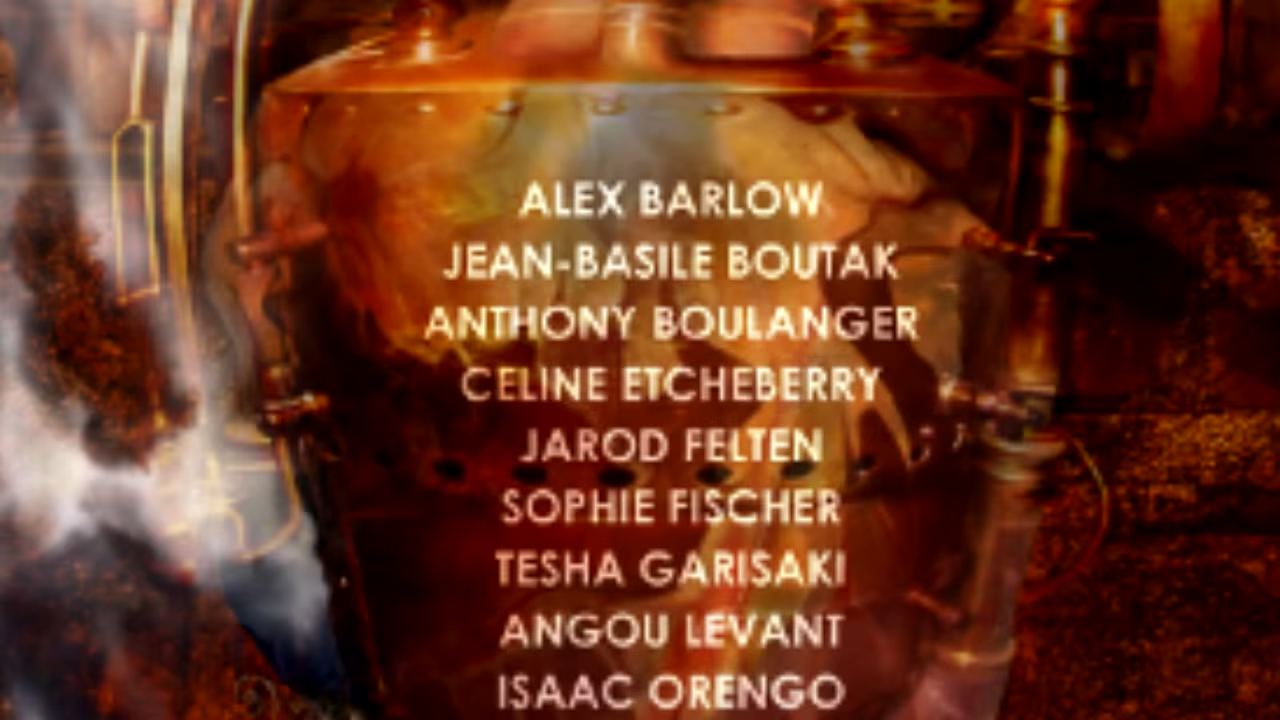 ALEX BARLOW
JEAN-BASILE BOUTAK
ANTHONY BOULANGER
CELINE ETCHEBERRY
JAROD FELTEN
SOPHIE FISCHER
TESHA GARISAKI
ANGOU LEVANT
ISAAC ORENGO